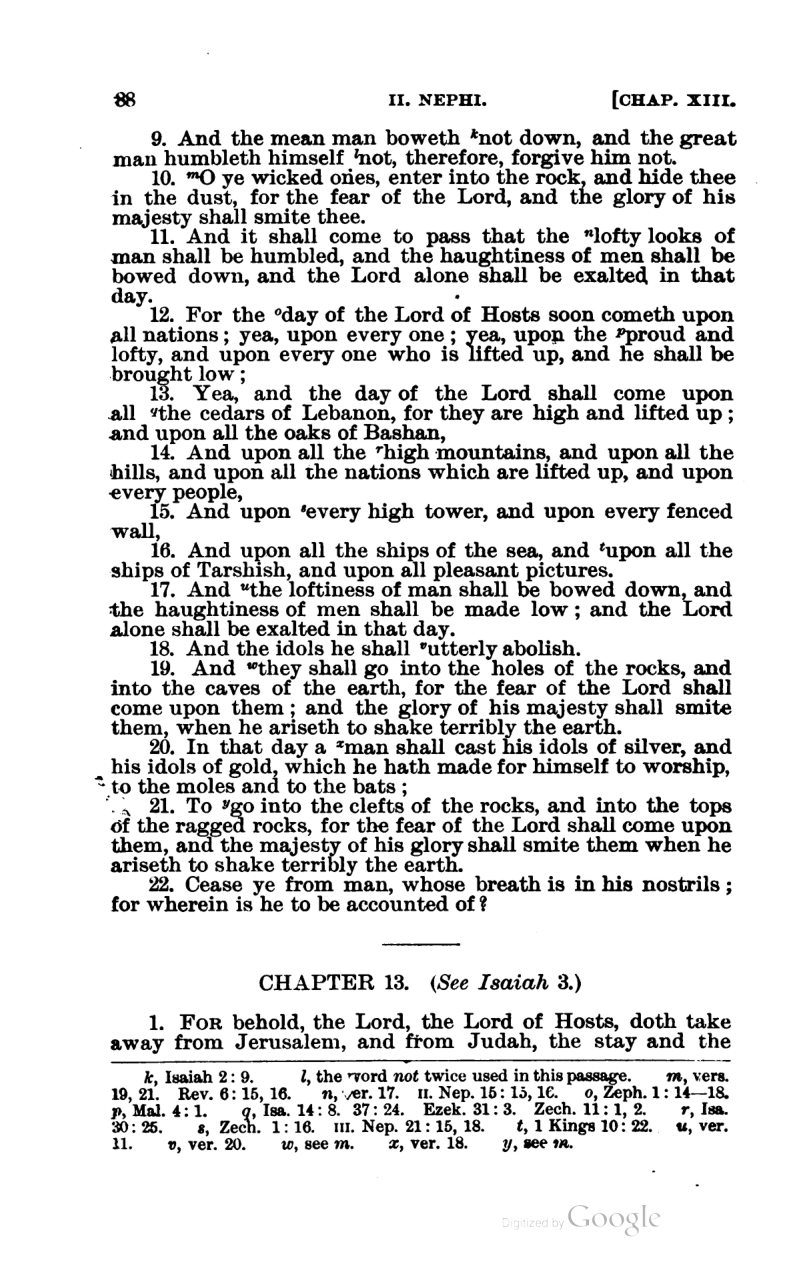 88 II. NEPHI. [CHAP. XIII.
9. And the mean man boweth ᵏnot down, and the great
man humbleth himself ˡnot, therefore, forgive him not.
10. ᵐO ye wicked ones, enter into the rock, and hide thee
in the dust, for the fear of the Lord, and the glory of his
majesty shall smite thee.
11. And it shall come to pass that the ⁿlofty looks of
man shall be humbled, and the haughtiness of men shall be
bowed down, and the Lord alone shall be exalted in that
day.
12. For the ᵒday of the Lord of Hosts soon cometh upon
all nations; yea, upon every one; yea, upon the ᵖproud and
lofty, and upon every one who is lifted up, and he shall be
brought low;
13. Yea, and the day of the Lord shall come upon
all qthe cedars of Lebanon, for they are high and lifted up;
and upon all the oaks of Bashan,
14. And upon all the ʳhigh mountains, and upon all the
hills, and upon all the nations which are lifted up, and upon
every people,
15. And upon ˢevery high tower, and upon every fenced
wall,
16. And upon all the ships of the sea, and ᵗupon all the
ships of Tarshish, and upon all pleasant pictures.
17. And ᵘthe loftiness of man shall be bowed down, and
the haughtiness of men shall be made low; and the Lord
alone shall be exalted in that day.
18. And the idols he shall ᵛutterly abolish.
19. And ʷthey shall go into the holes of the rocks, and
into the caves of the earth, for the fear of the Lord shall
come upon them; and the glory of his majesty shall smite
them, when he ariseth to shake terribly the earth.
20. In that day a ˣman shall cast his idols of silver, and
his idols of gold, which he hath made for himself to worship,
to the moles and to the bats;
21. To ʸgo into the clefts of the rocks, and into the tops
of the ragged rocks, for the fear of the Lord shall come upon
them, and the majesty of his glory shall smite them when he
ariseth to shake terribly the earth.
22. Cease ye from man, whose breath is in his nostrils;
for wherein is he to be accounted of?
CHAPTER 13. (See Isaiah 3.)
1. FOR behold, the Lord, the Lord of Hosts, doth take
away from Jerusalem, and from Judah, the stay and the
k, Isaiah 2: 9. l, the word not twice used in this passage. m, vers.
19, 21. Rev. 6: 15, 16. n, ver. 17. II. Nep. 15: 15, 16. o, Zeph. 1: 14—18.
p, Mal. 4: 1. q, Isa. 14: 8. 37: 24. Ezek. 31: 3. Zech. 11: 1, 2. r, Isa.
30: 25. s, Zech. 1: 16. III. Nep. 21: 15, 18. t, 1 Kings 10: 22. u, ver.
11. v, ver. 20. w, see m. x, ver. 18. y, see m.
Digitized by Google